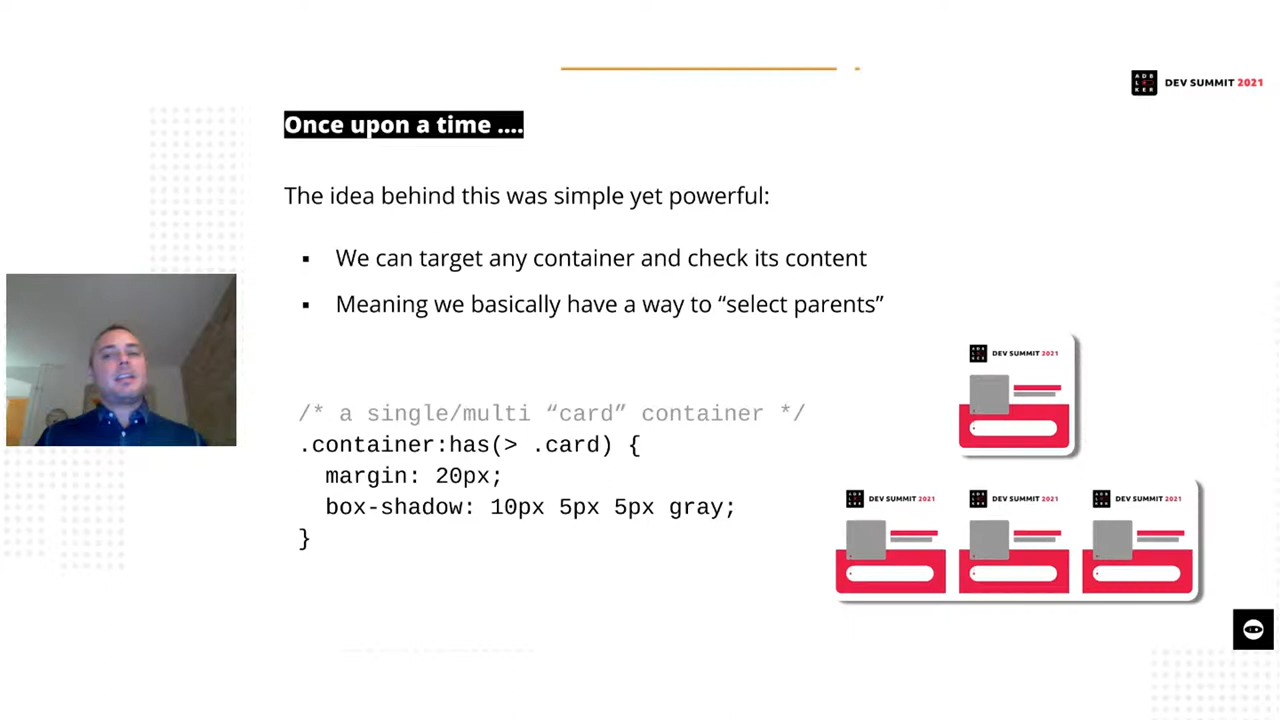 DEV SUMMIT 2021
Once upon a time ....
The idea behind this was simple yet powerful:
▪ We can target any container and check its content
▪ Meaning we basically have a way to “select parents”
/* a single/multi “card” container */
.container:has(> .card) {
margin: 20px;
box-shadow: 10px 5px 5px gray;
}
DEV SUMMIT 2021
DEV SUMMIT 2021
DEV SUMMIT 2021
DEV SUMMIT 2021